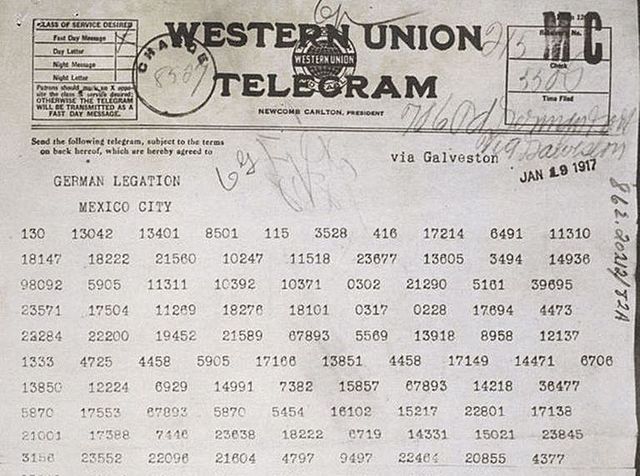 CLASS OF SERVICE DESIRED
Fast Day Message
Day Letter
Night Message
Night Letter
Patrons should mark an X oppo-
site the class of service desired;
OTHERWISE THE TELEGRAM
WILL BE TRANSMITTED AS A
FAST DAY MESSAGE.
CHARGE
WESTERN UNION
WESTERN UNION
TELEGRAM
NEWCOMB CARLTON, PRESIDENT
M C
Check
Time Filed
Send the following telegram, subject to the terms
on back hereof, which are hereby agreed to
via Galveston
JAN 19 1917
GERMAN LEGATION
MEXICO CITY
130 13042 13401 8501 115 3528 416 17214 6491 11310
18147 18222 21560 10247 11518 23677 13605 3494 14936
98092 5905 11311 10392 10371 0302 21290 5161 39695
23571 17504 11269 18276 18101 0317 0228 17694 4473
22284 22200 19452 21589 67893 5569 13918 8958 12137
1333 4725 4458 5905 17166 13851 4458 17149 14471 6706
13850 12224 6929 14991 7382 15857 67893 14218 36477
5870 17553 67893 5870 5454 16102 15217 22801 17138
21001 17388 7446 23638 18222 6719 14331 15021 23845
3156 23552 22096 21604 4797 9497 22464 20855 4377